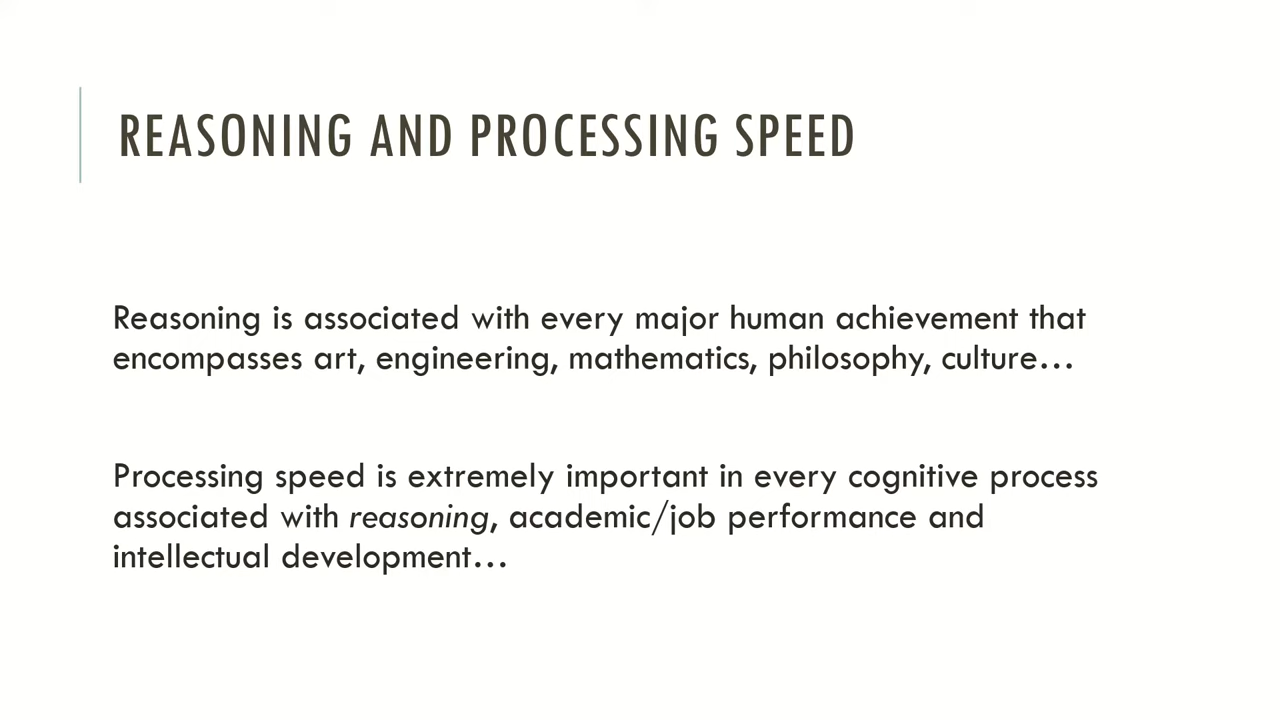 REASONING AND PROCESSING SPEED
Reasoning is associated with every major human achievement that
encompasses art, engineering, mathematics, philosophy, culture…
Processing speed is extremely important in every cognitive process
associated with reasoning, academic/job performance and
intellectual development…